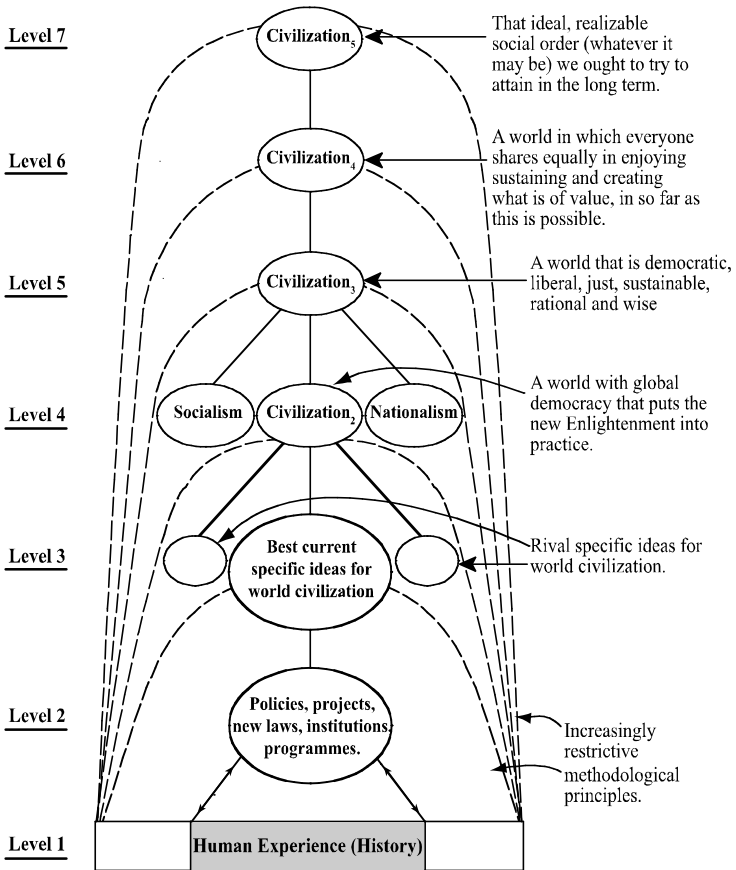 Level 7
Civilization5
That ideal, realizable
social order (whatever it
may be) we ought to try to
attain in the long term.
Level 6
Civilization4
A world in which everyone
shares equally in enjoying
sustaining and creating
what is of value, in so far as
this is possible.
Level 5
Civilization3
A world that is democratic,
liberal, just, sustainable,
rational and wise
Level 4
Socialism
Civilization2
Nationalism
A world with global
democracy that puts the
new Enlightenment into
practice.
Level 3
Best current
specific ideas for
world civilization
Rival specific ideas for
world civilization.
Level 2
Policies, projects,
new laws, institutions,
programmes.
Increasingly
restrictive
methodological
principles.
Level 1
Human Experience (History)